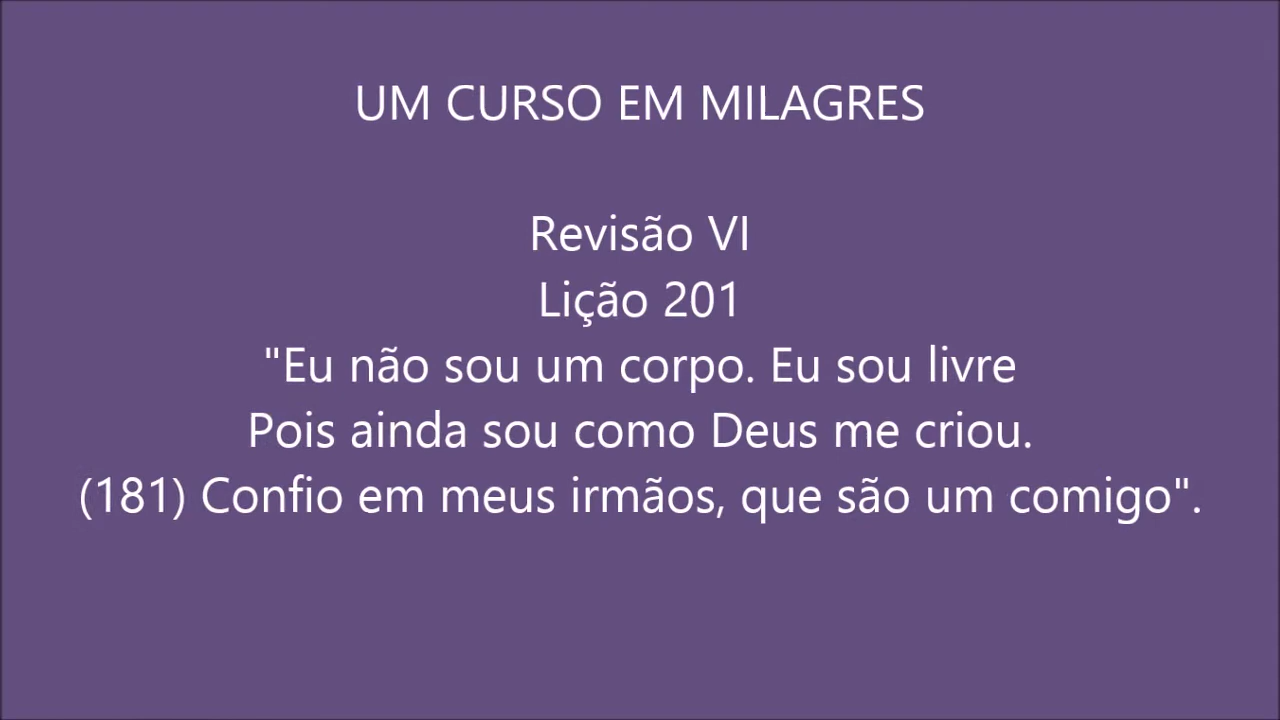 UM CURSO EM MILAGRES
Revisão VI
Lição 201
"Eu não sou um corpo. Eu sou livre
Pois ainda sou como Deus me criou.
(181) Confio em meus irmãos, que são um comigo".